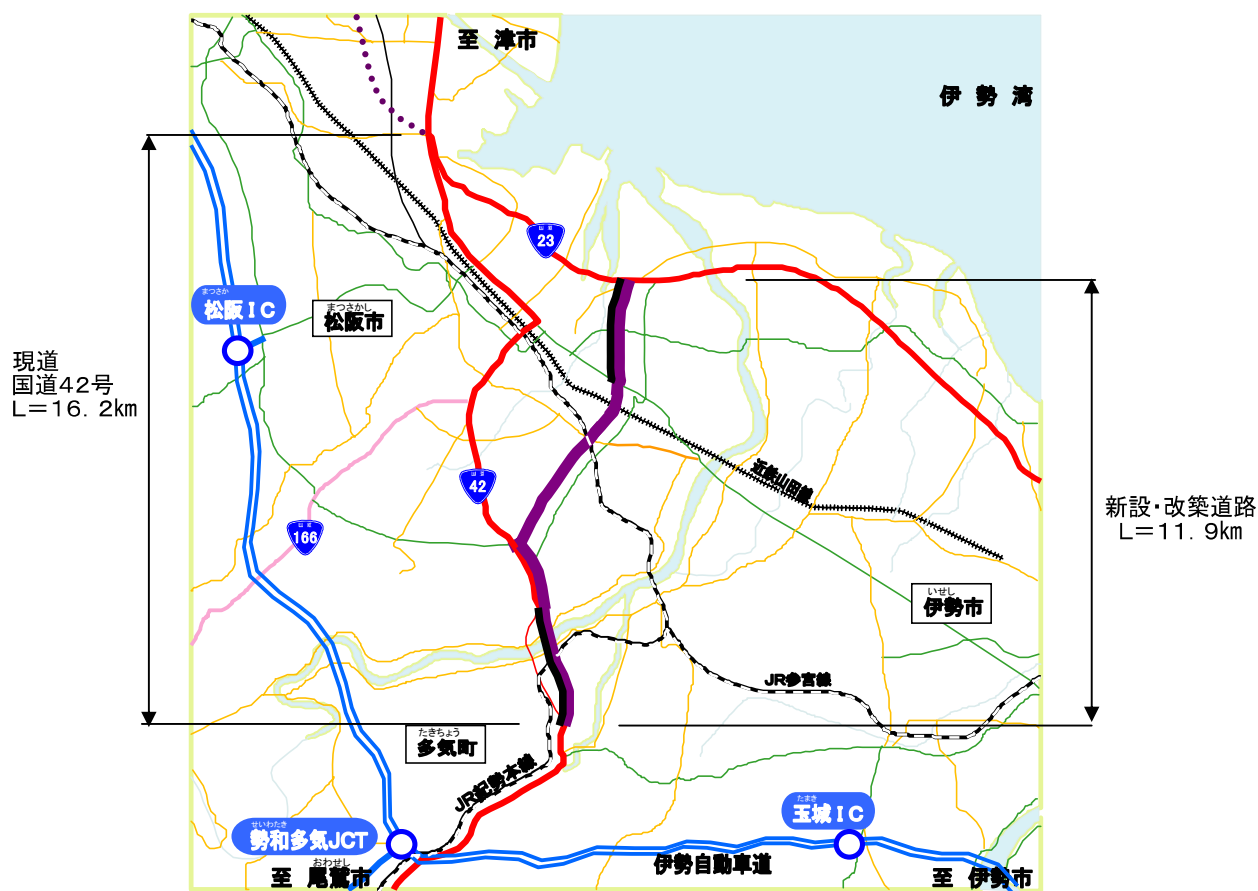 至 津市
伊 勢 湾
23
まつさか
松阪IC
まつさかし
松阪市
現道
国道42号
L=16.2km
近鉄山田線
42
新設・改築道路
L=11.9km
166
いせし
伊勢市
JR参宮線
たきちょう
多気町
JR紀勢本線
たまき
玉城IC
せいわたき
勢和多気JCT
伊勢自動車道
おわせし
至 尾鷲市
至 伊勢市